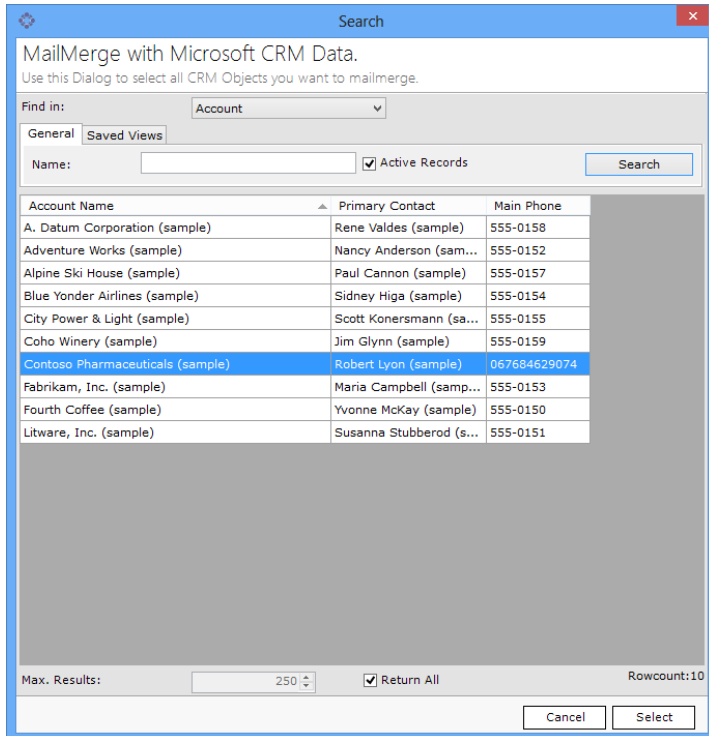 Search
MailMerge with Microsoft CRM Data.
Use this Dialog to select all CRM Objects you want to mailmerge.
Find in: Account
General Saved Views
Name: Active Records Search
Account Name Primary Contact Main Phone
A. Datum Corporation (sample) Rene Valdes (sample) 555-0158
Adventure Works (sample) Nancy Anderson (sam... 555-0152
Alpine Ski House (sample) Paul Cannon (sample) 555-0157
Blue Yonder Airlines (sample) Sidney Higa (sample) 555-0154
City Power & Light (sample) Scott Konersmann (sa... 555-0155
Coho Winery (sample) Jim Glynn (sample) 555-0159
Contoso Pharmaceuticals (sample) Robert Lyon (sample) 067684629074
Fabrikam, Inc. (sample) Maria Campbell (samp... 555-0153
Fourth Coffee (sample) Yvonne McKay (sample) 555-0150
Litware, Inc. (sample) Susanna Stubberod (s... 555-0151
Max. Results: 250 Return All Rowcount:10
Cancel Select